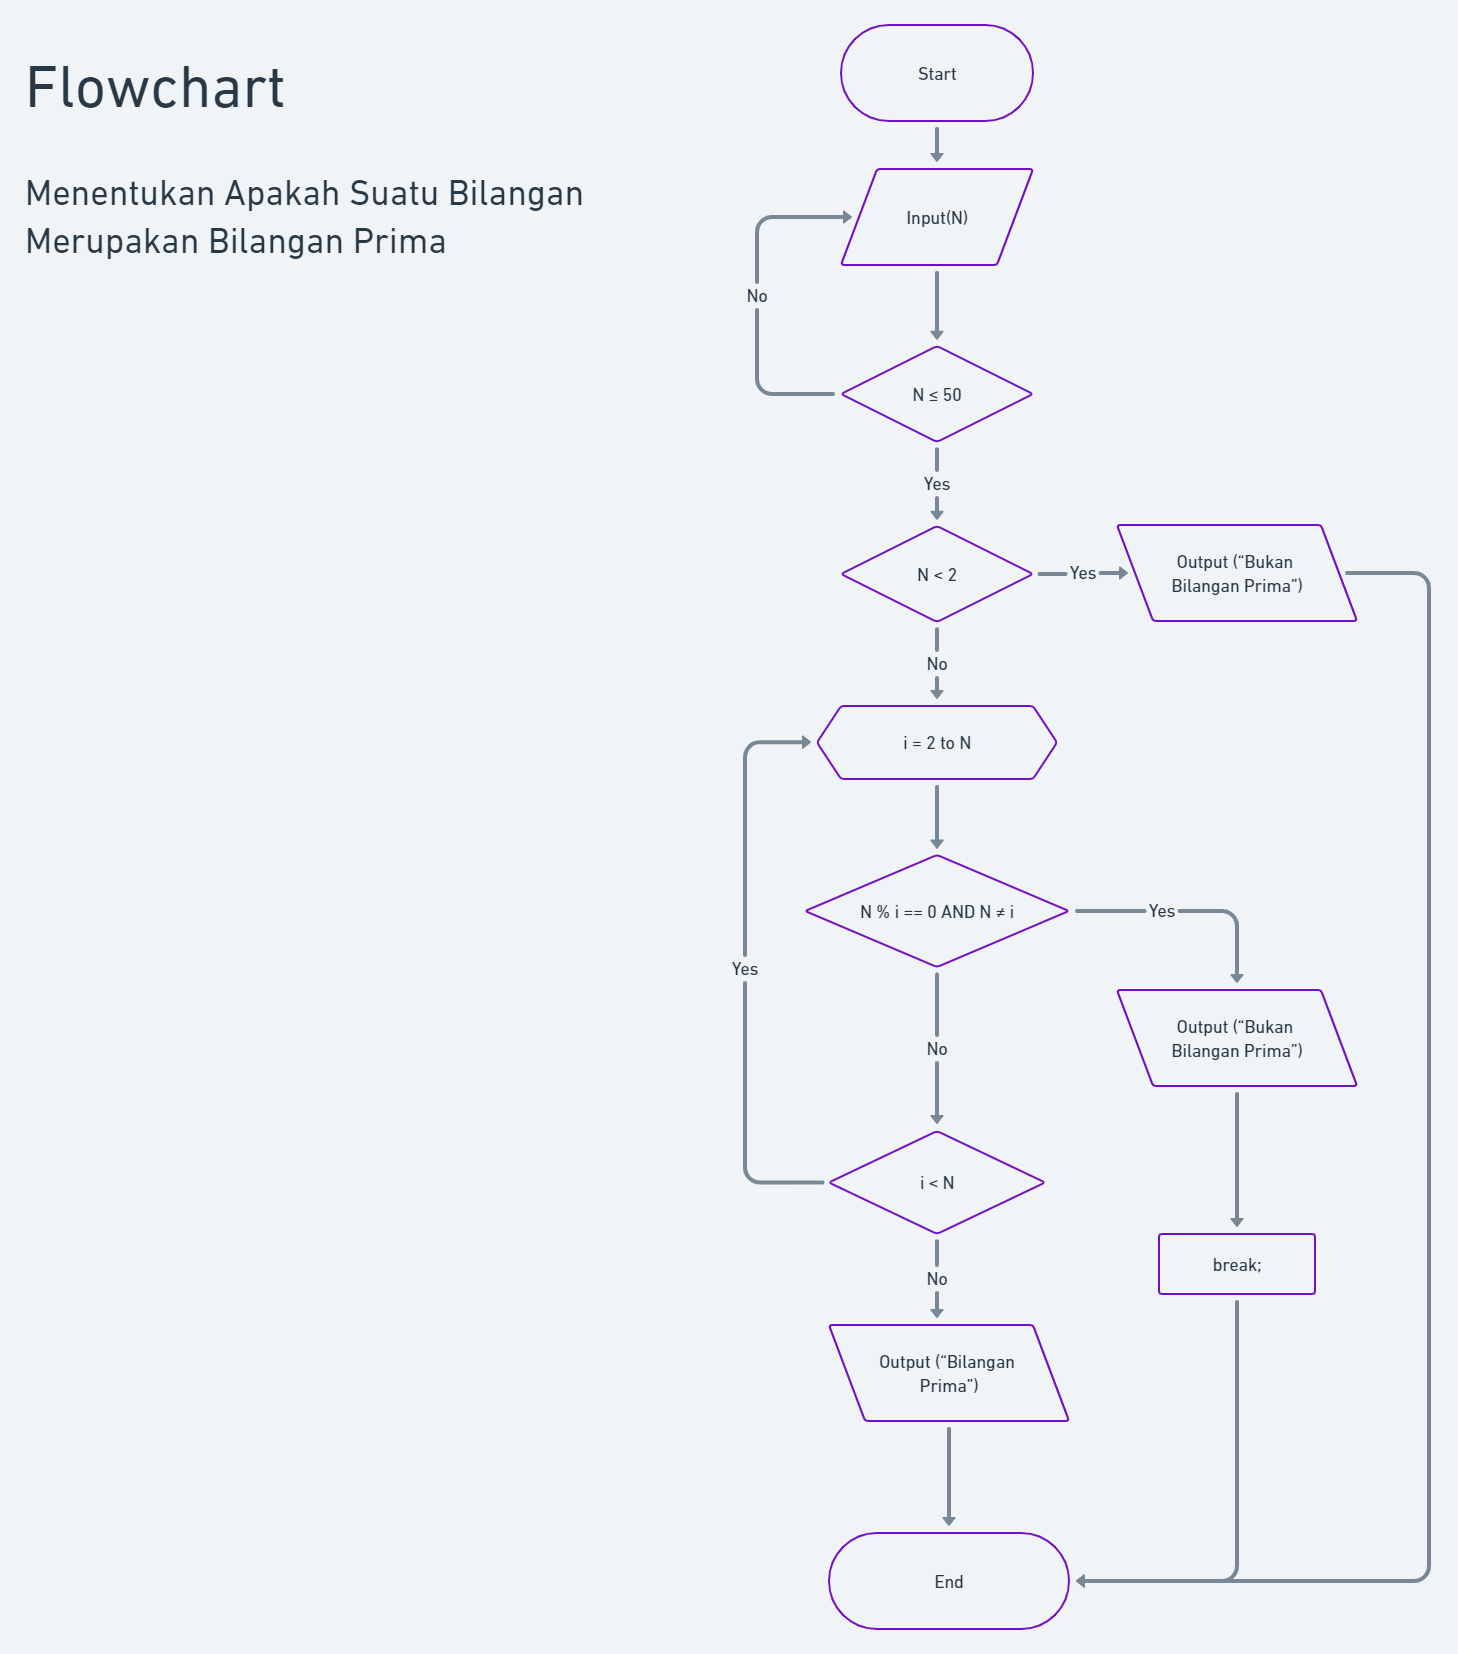 Flowchart
Menentukan Apakah Suatu Bilangan
Merupakan Bilangan Prima
Start
Input(N)
No
N ≤ 50
Yes
N < 2
Yes
Output (“Bukan
Bilangan Prima”)
No
i = 2 to N
N % i == 0 AND N ≠ i
Yes
Yes
Output (“Bukan
Bilangan Prima”)
No
i < N
break;
No
Output (“Bilangan
Prima”)
End